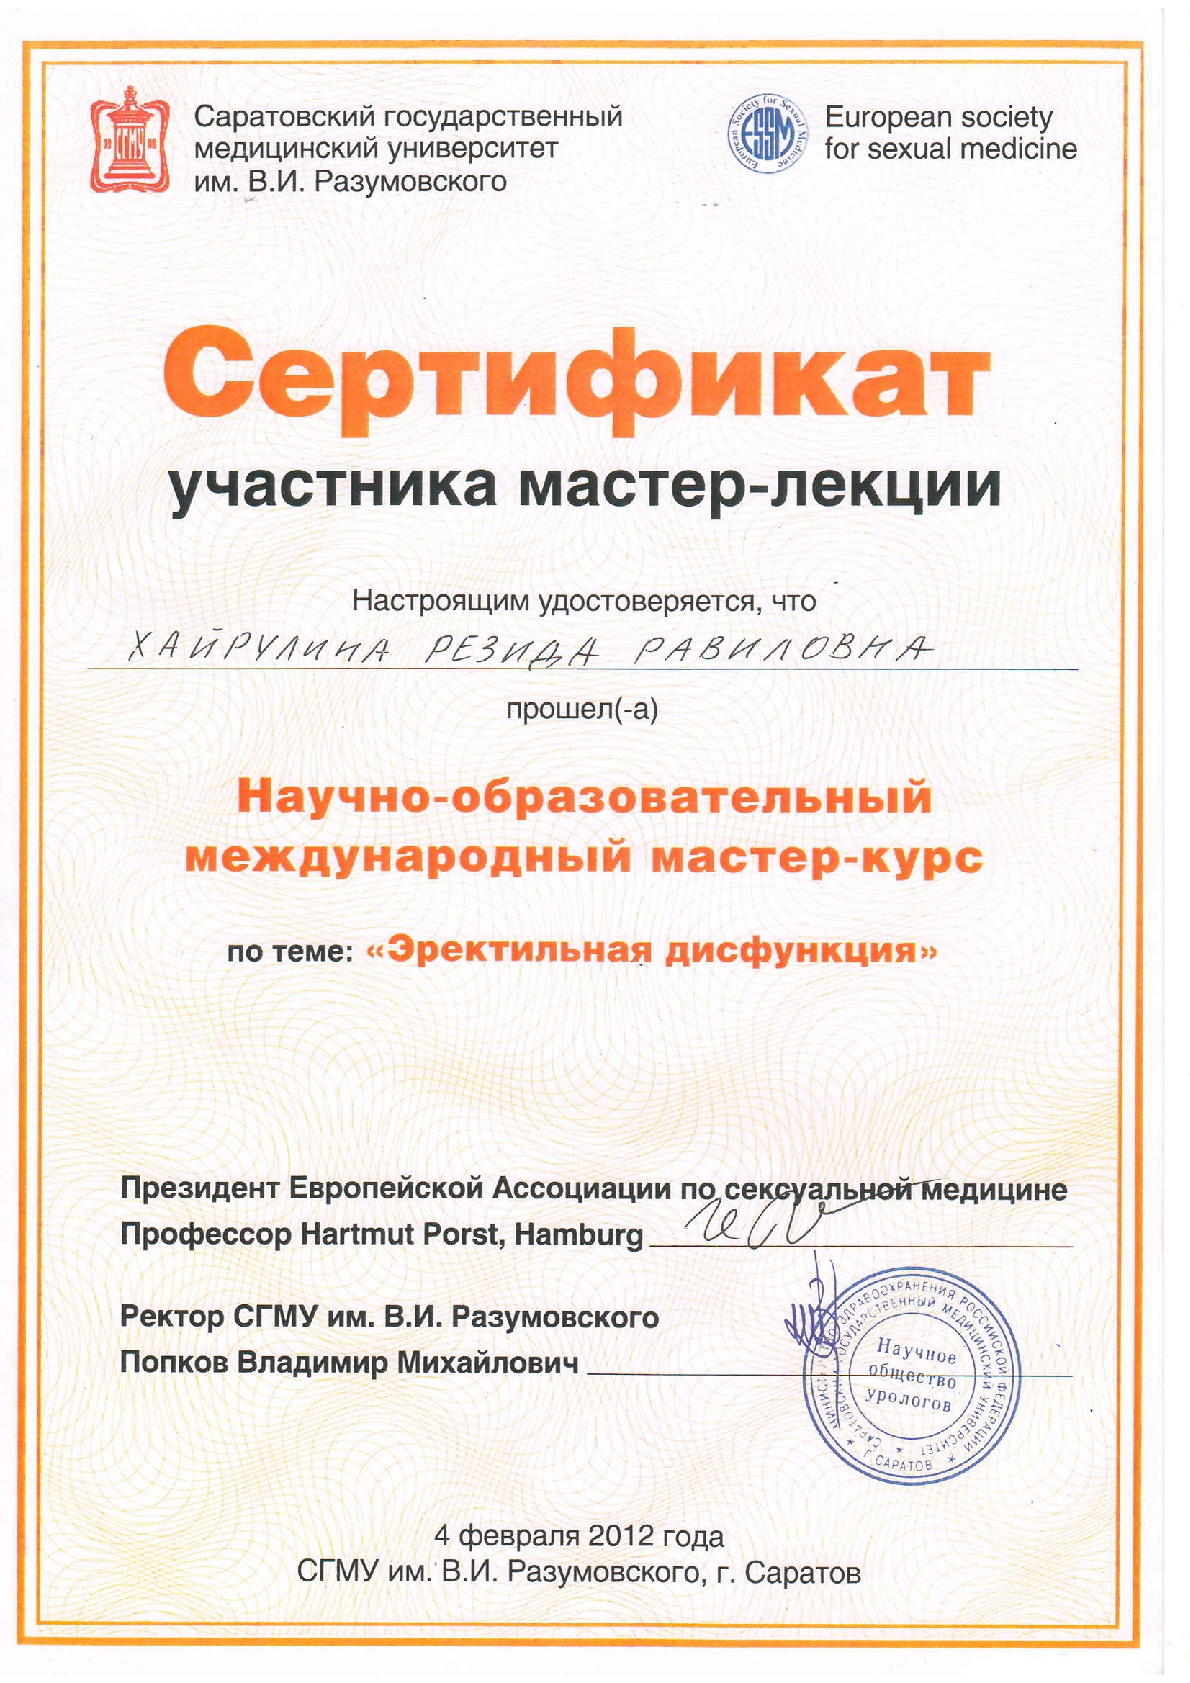 Саратовский государственный
медицинский университет
им. В.И. Разумовского
СГМУ
European society
for sexual medicine
European Society for Sexual Medicine
ESSM
Сертификат
участника мастер-лекции
Настоящим удостоверяется, что
ХАЙРУЛИНА РЕЗИДА РАВИЛОВНА
прошел(-а)
Научно-образовательный
международный мастер-курс
по теме: «Эректильная дисфункция»
Президент Европейской Ассоциации по сексуальной медицине
Профессор Hartmut Porst, Hamburg
Ректор СГМУ им. В.И. Разумовского
Попков Владимир Михайлович
ЗДРАВООХРАНЕНИЯ РОССИЙСКОЙ ФЕДЕРАЦИИ
Г. САРАТОВ
САРАТОВСКИЙ ГОСУДАРСТВЕННЫЙ МЕДИЦИНСКИЙ УНИВЕРСИТЕТ
Научное
общество
урологов
4 февраля 2012 года
СГМУ им. В.И. Разумовского, г. Саратов